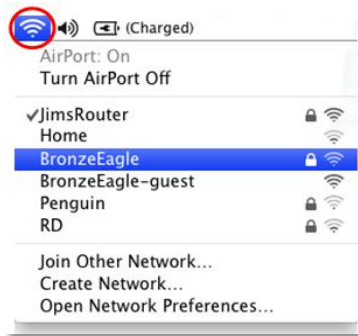 (Charged)
AirPort: On
Turn AirPort Off
✓JimsRouter
Home
BronzeEagle
BronzeEagle-guest
Penguin
RD
Join Other Network...
Create Network...
Open Network Preferences...